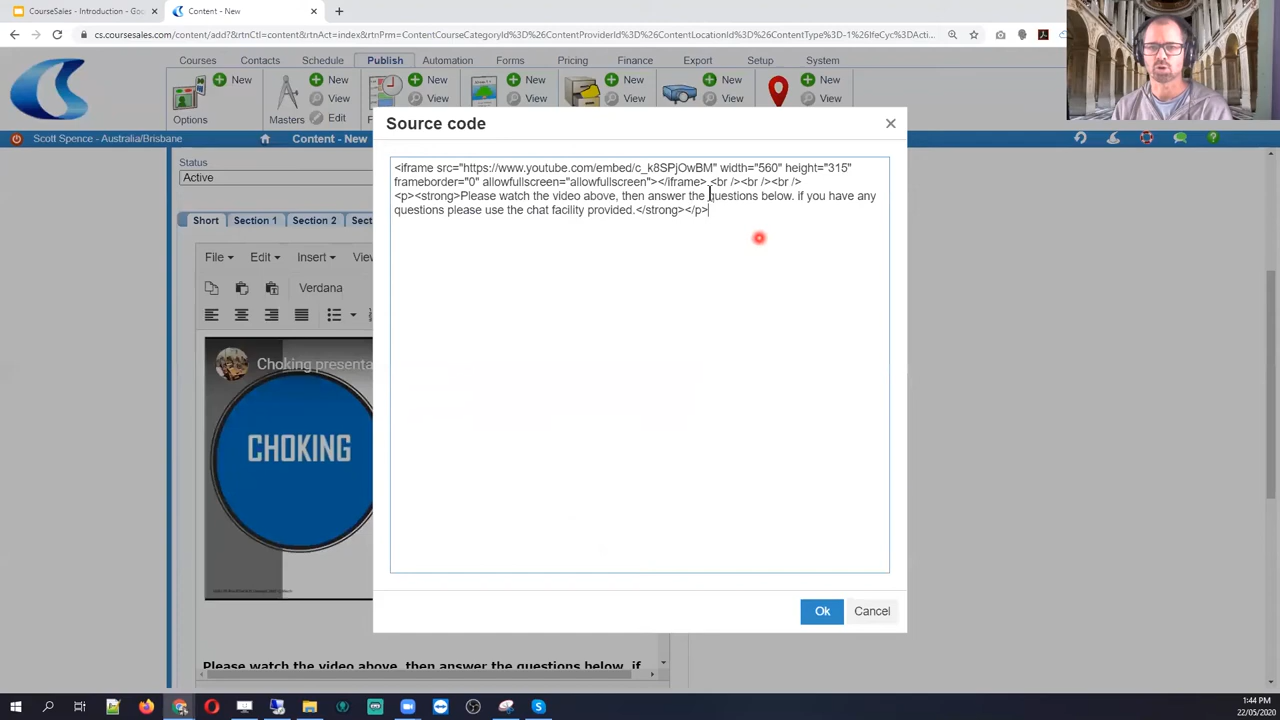 CourseSales - Introduction - Goo
Content - New
cs.coursesales.com/content/add?&rtnCtl=content&rtnAct=index&rtnPrm=ContentCourseCategoryId%3D%26ContentProviderId%3D%26ContentLocationId%3D%26ContentType%3D-1%26IfeCyc%3DActi...
Courses Contacts Schedule Publish Automation Forms Pricing Finance Export Setup System
New New New New New New
Options Masters View View View View View
Edit
Scott Spence - Australia/Brisbane Content - New
Source code
Status
Active
<iframe src="https://www.youtube.com/embed/c_k8SPjOwBM" width="560" height="315"
frameborder="0" allowfullscreen="allowfullscreen"></iframe> <br /><br /><br />
<p><strong>Please watch the video above, then answer the questions below. if you have any
questions please use the chat facility provided.</strong></p>
Short Section 1 Section 2 Sect
File Edit Insert View
Verdana
Choking presenta
CHOKING
Ok Cancel
Please watch the video above, then answer the questions below, if
1:44 PM
22/05/2020